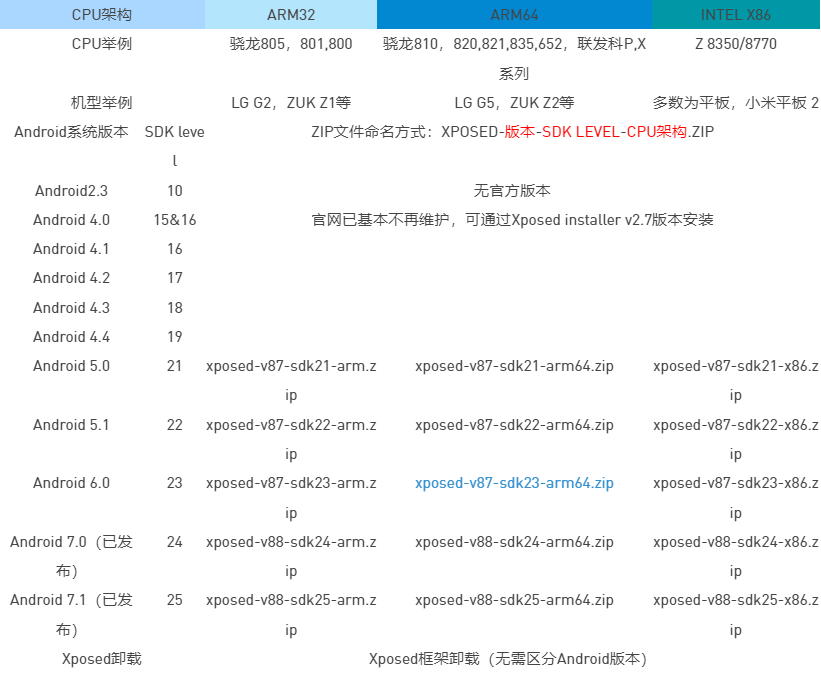 CPU架构 ARM32 ARM64 INTEL X86
CPU举例 骁龙805，801,800 骁龙810，820,821,835,652，联发科P,X
系列 Z 8350/8770
机型举例 LG G2，ZUK Z1等 LG G5，ZUK Z2等 多数为平板，小米平板 2
Android系统版本 SDK leve
l ZIP文件命名方式：XPOSED-版本-SDK LEVEL-CPU架构.ZIP
Android2.3 10 无官方版本
Android 4.0 15&16 官网已基本不再维护，可通过Xposed installer v2.7版本安装
Android 4.1 16
Android 4.2 17
Android 4.3 18
Android 4.4 19
Android 5.0 21 xposed-v87-sdk21-arm.z
ip xposed-v87-sdk21-arm64.zip xposed-v87-sdk21-x86.z
ip
Android 5.1 22 xposed-v87-sdk22-arm.z
ip xposed-v87-sdk22-arm64.zip xposed-v87-sdk22-x86.z
ip
Android 6.0 23 xposed-v87-sdk23-arm.z
ip xposed-v87-sdk23-arm64.zip xposed-v87-sdk23-x86.z
ip
Android 7.0（已发
布） 24 xposed-v88-sdk24-arm.z
ip xposed-v88-sdk24-arm64.zip xposed-v88-sdk24-x86.z
ip
Android 7.1（已发
布） 25 xposed-v88-sdk25-arm.z
ip xposed-v88-sdk25-arm64.zip xposed-v88-sdk25-x86.z
ip
Xposed卸载 Xposed框架卸载（无需区分Android版本）